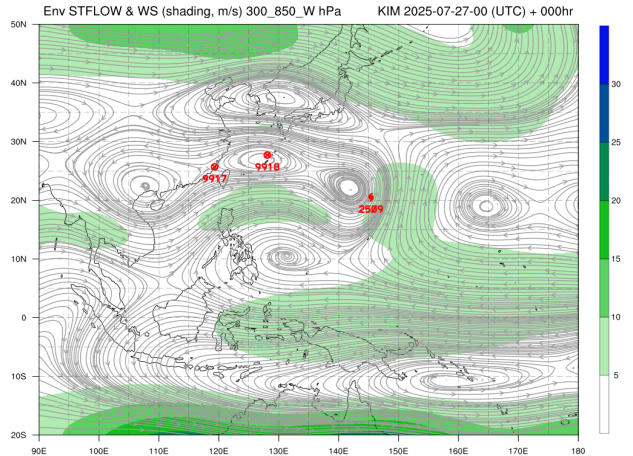 Env STFLOW & WS (shading, m/s) 300_850_W hPa KIM 2025-07-27-00 (UTC) + 000hr
50N
40N
30N
20N
10N
0
10S
20S
90E 100E 110E 120E 130E 140E 150E 160E 170E 180
9918
9917
2509
30
25
20
15
10
5